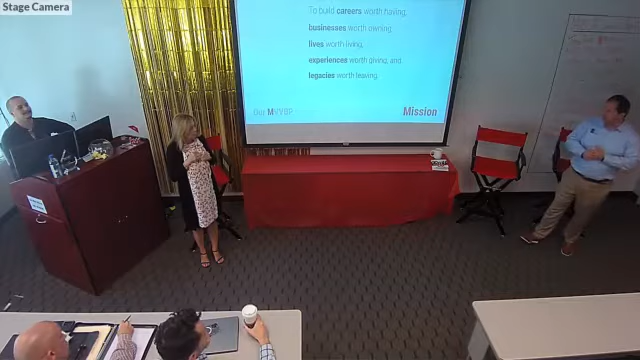 Stage Camera
To build careers worth having,
businesses worth owning,
lives worth living,
experiences worth giving, and
legacies worth leaving.
Our MVVBP
Mission